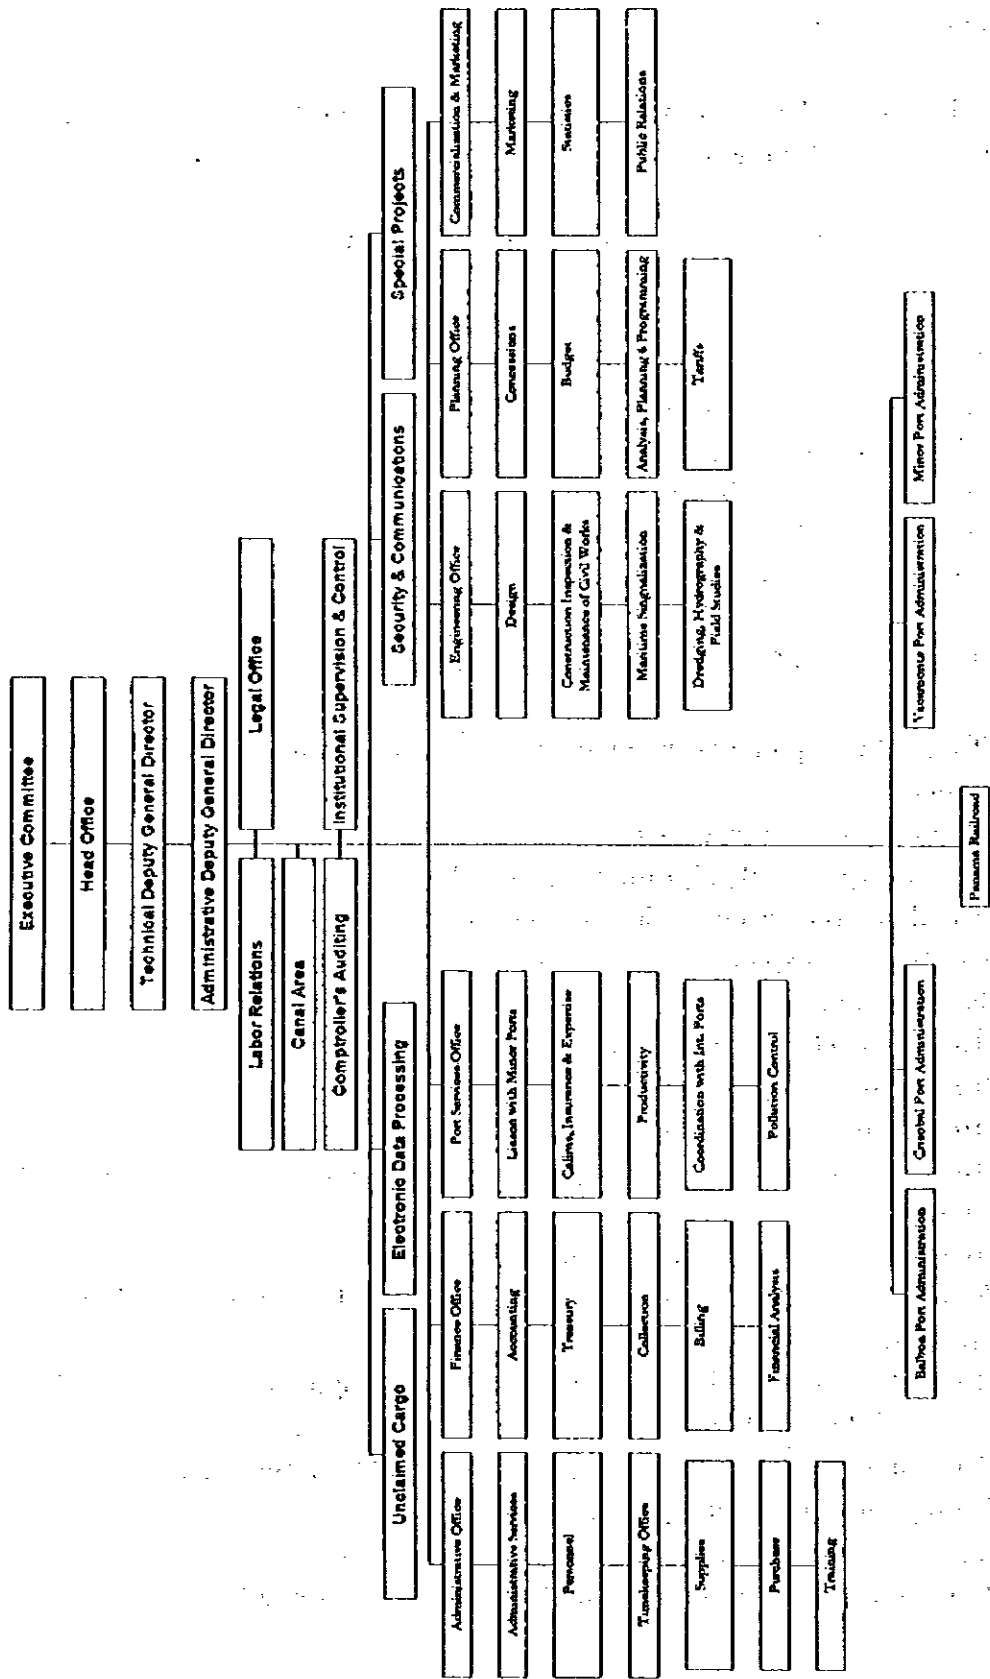 Executive Committee
Head Office
Technical Deputy General Director
Administrative Deputy General Director
Labor Relations
Legal Office
Canal Area
Comptroller's Auditing
Institutional Supervision & Control
Unclaimed Cargo
Electronic Data Processing
Security & Communications
Special Projects
Administrative Office
Administrative Services
Personnel
Timekeeping Office
Supplies
Purchase
Training
Finance Office
Accounting
Treasury
Collection
Billing
Financial Analysis
Port Services Office
Liason with Minor Ports
Calims, Insurance & Expertise
Productivity
Coordination with Int. Ports
Pollution Control
Engineering Office
Design
Construction Inspection &
Maintenance of Civil Works
Maritime Singnalization
Dredging, Hydrography &
Field Studies
Planning Office
Concessions
Budget
Analysis, Planning & Programming
Tariffs
Commercialization & Marketing
Marketing
Statistics
Public Relations
Balboa Port Administration
Cristobal Port Administration
Vacamonte Port Administration
Minor Port Administration
Panama Railroad